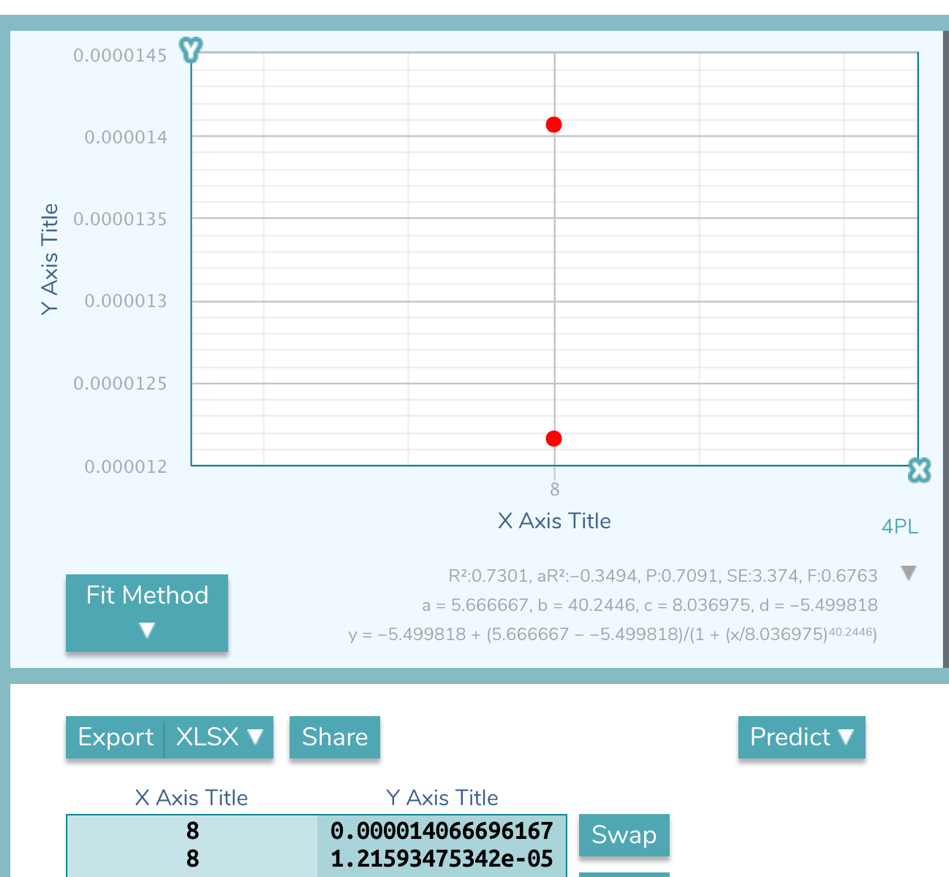 Y
0.0000145
0.000014
0.0000135
0.000013
0.0000125
0.000012
Y Axis Title
8
X
X Axis Title
4PL
R²:0.7301, aR²:−0.3494, P:0.7091, SE:3.374, F:0.6763 ▼
a = 5.666667, b = 40.2446, c = 8.036975, d = −5.499818
y = −5.499818 + (5.666667 − −5.499818)/(1 + (x/8.036975)⁴⁰·²⁴⁴⁶)
Fit Method
▼
Export XLSX ▼ Share Predict ▼
X Axis Title Y Axis Title
8 0.000014066696167
8 1.21593475342e-05
Swap